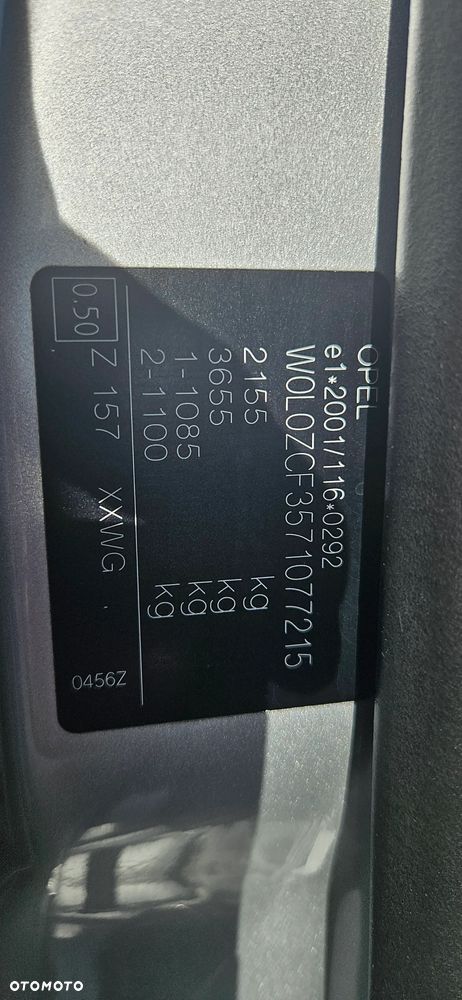 OPEL
e1*2001/116*0292
W0L0ZCF3571077215
2155 kg
3655 kg
1-1085 kg
2-1100 kg
0.50 Z 157 XXWG 0456Z
OTOMOTO